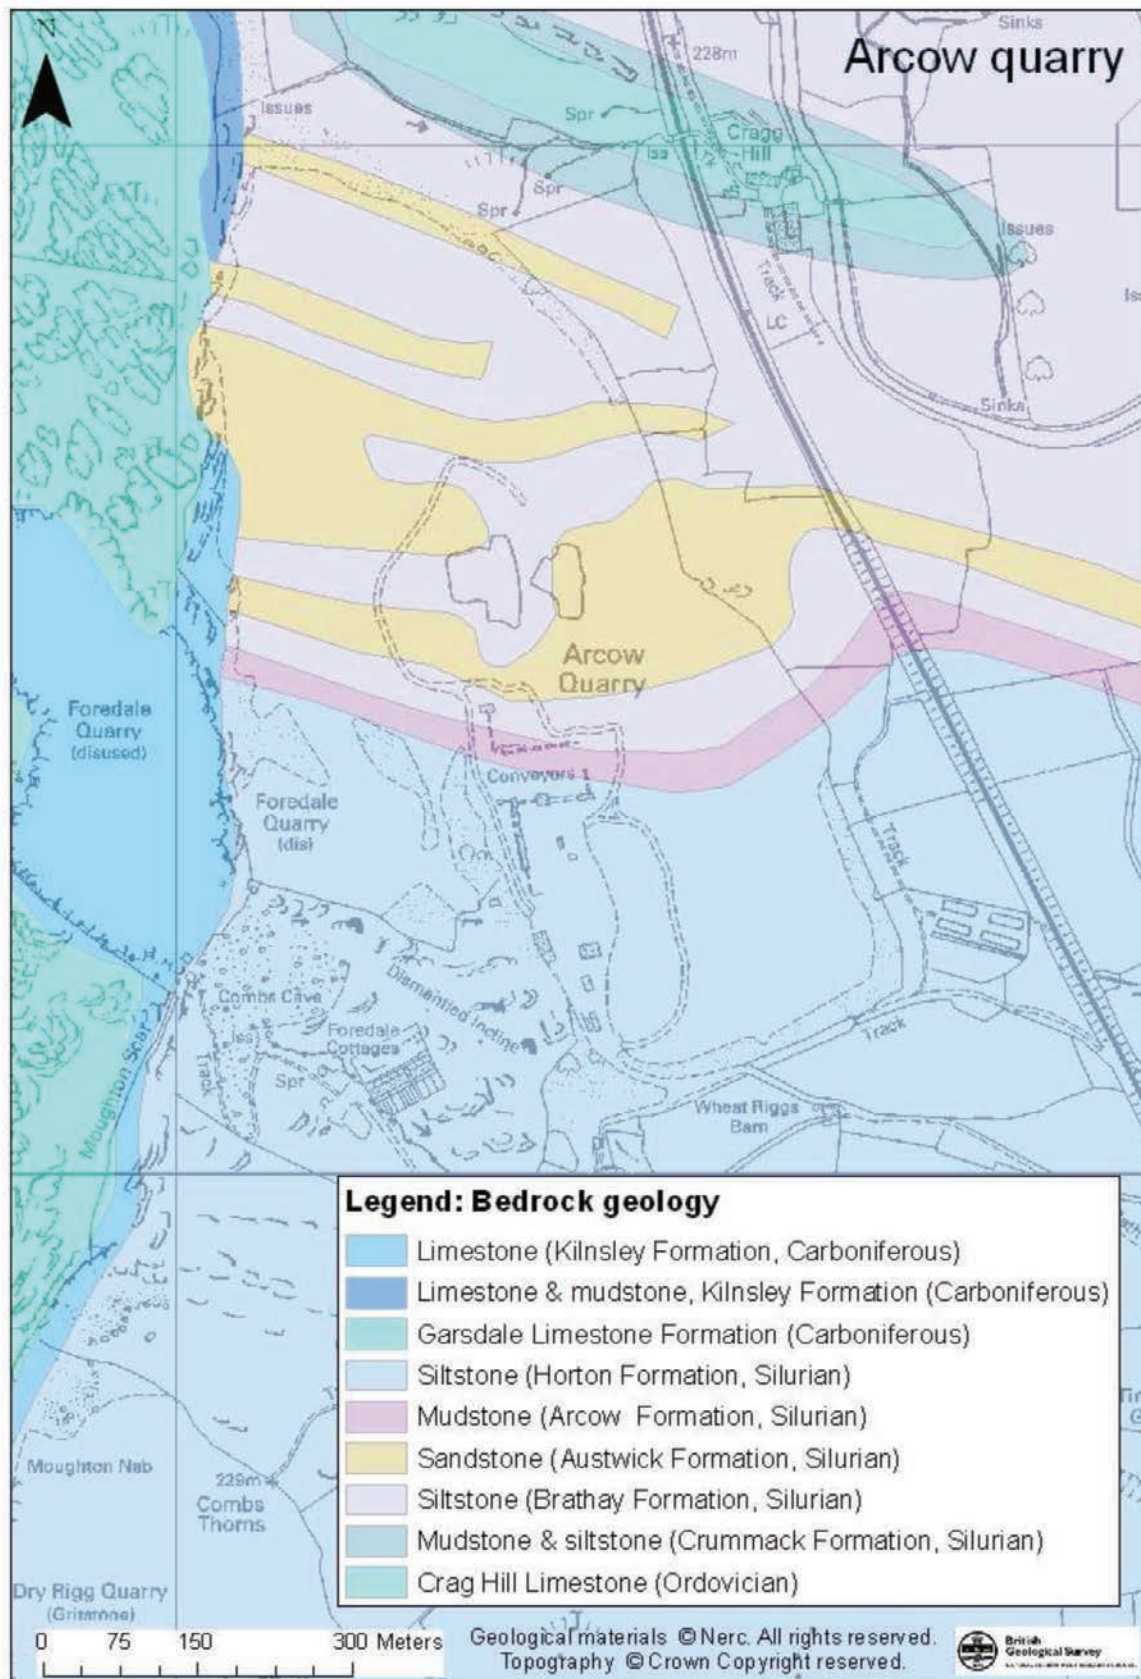 N
Sinks
Arcow quarry
228m
Issues
Spr
Cragg
Hill
Iss
Spr
Spr
Issues
Track
LC
Sinks
Arcow
Quarry
Foredale
Quarry
(disused)
Conveyors
Foredale
Quarry
(dis)
Track
Combs Cave
Dismantled Incline
Iss
Foredale
Cottages
Track
Track
Spr
Moughton Scar
Wheat Riggs
Barn
Legend: Bedrock geology
Limestone (Kilnsley Formation, Carboniferous)
Limestone & mudstone, Kilnsley Formation (Carboniferous)
Garsdale Limestone Formation (Carboniferous)
Siltstone (Horton Formation, Silurian)
Mudstone (Arcow Formation, Silurian)
Sandstone (Austwick Formation, Silurian)
Siltstone (Brathay Formation, Silurian)
Mudstone & siltstone (Crummack Formation, Silurian)
Crag Hill Limestone (Ordovician)
Moughton Nab
229m
Combs
Thorns
Dry Rigg Quarry
(Gritstone)
0 75 150 300 Meters
Geological materials © Nerc. All rights reserved.
Topography © Crown Copyright reserved.
British
Geological Survey